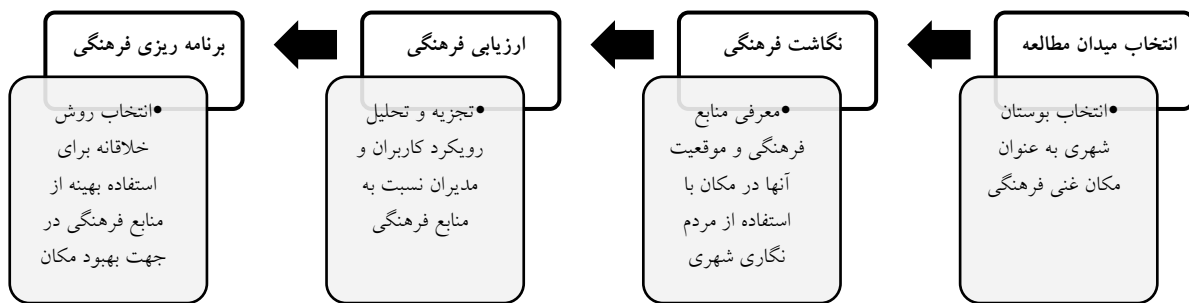 انتخاب میدان مطالعه
•انتخاب بوستان
شهری به عنوان
مکان غنی فرهنگی
نگاشت فرهنگی
•معرفی منابع
فرهنگی و موقعیت
آنها در مکان با
استفاده از مردم
نگاری شهری
ارزیابی فرهنگی
•تجزیه و تحلیل
رویکرد کاربران و
مدیران نسبت به
منابع فرهنگی
برنامه ریزی فرهنگی
•انتخاب روش
خلاقانه برای
استفاده بهینه از
منابع فرهنگی در
جهت بهبود مکان